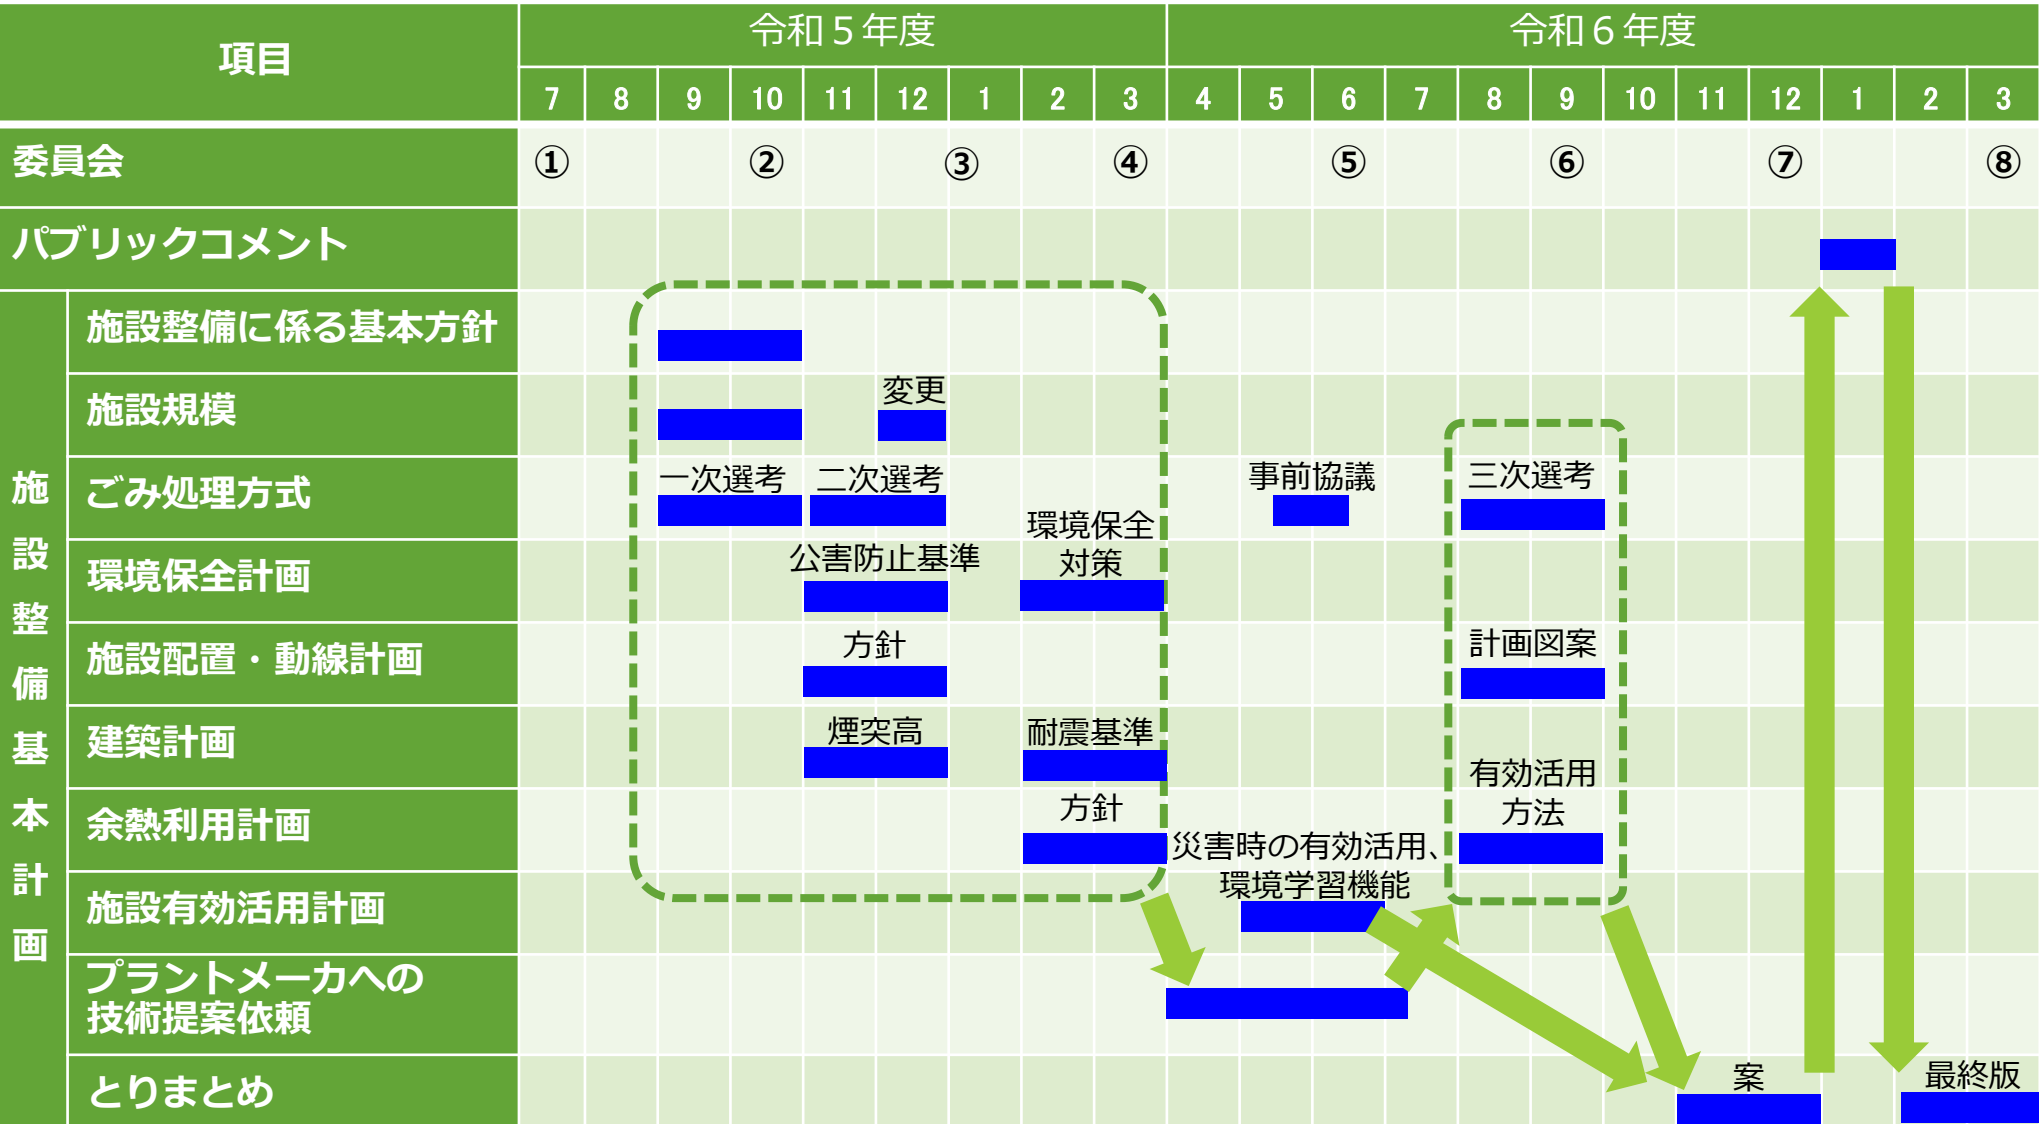 項目
令和５年度
令和６年度
7 8 9 10 11 12 1 2 3 4 5 6 7 8 9 10 11 12 1 2 3
委員会
① ② ③ ④ ⑤ ⑥ ⑦ ⑧
パブリックコメント
施設整備基本計画
施設整備に係る基本方針
施設規模
変更
ごみ処理方式
一次選考
二次選考
事前協議
三次選考
環境保全計画
公害防止基準
環境保全
対策
施設配置・動線計画
方針
計画図案
建築計画
煙突高
耐震基準
余熱利用計画
方針
有効活用
方法
施設有効活用計画
災害時の有効活用、
環境学習機能
プラントメーカへの
技術提案依頼
とりまとめ
案
最終版